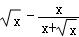 √x − x/(x+√x)